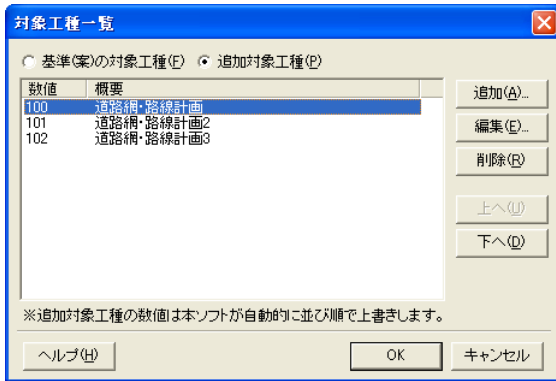 対象工種一覧
基準(案)の対象工種(F) 追加対象工種(P)
数値 概要
100 道路網・路線計画
101 道路網・路線計画2
102 道路網・路線計画3
追加(A)...
編集(E)...
削除(R)
上へ(U)
下へ(D)
※追加対象工種の数値は本ソフトが自動的に並び順で上書きします。
ヘルプ(H) OK キャンセル